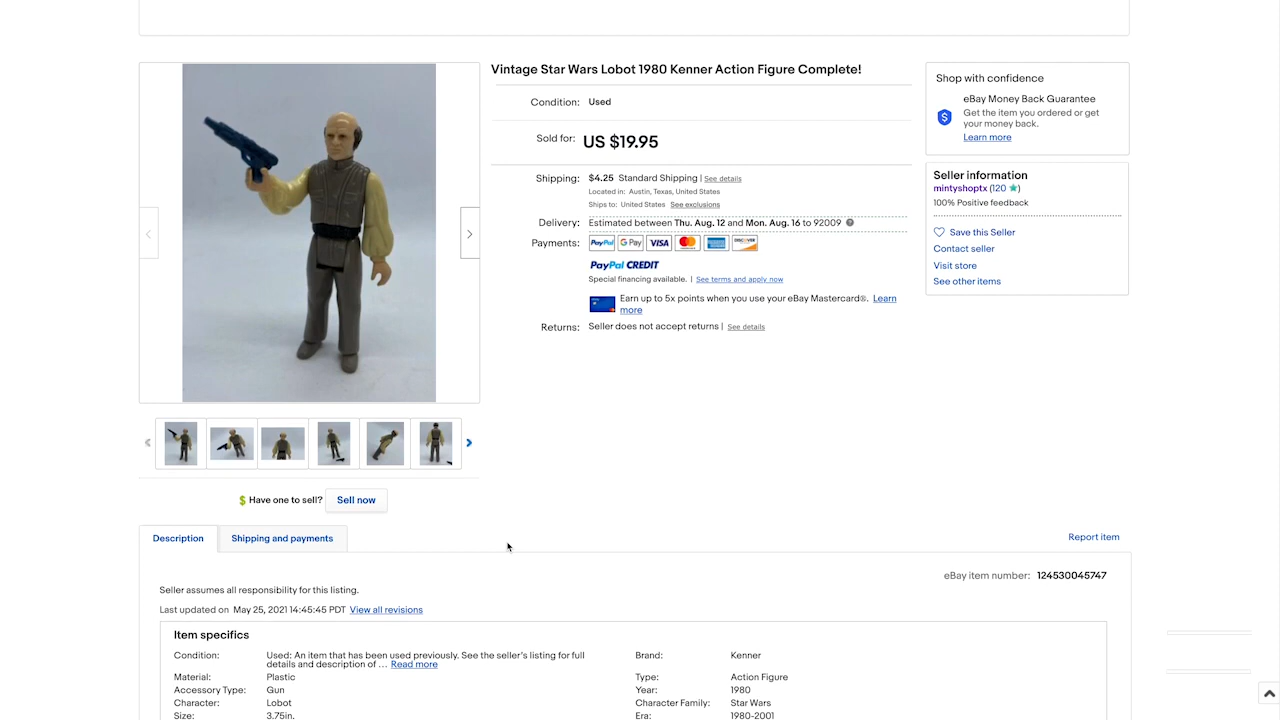 Vintage Star Wars Lobot 1980 Kenner Action Figure Complete!
Condition: Used
Sold for: US $19.95
Shipping: $4.25 Standard Shipping | See details
Located in: Austin, Texas, United States
Ships to: United States See exclusions
Delivery: Estimated between Thu. Aug. 12 and Mon. Aug. 16 to 92009 ?
Payments: PayPal G Pay VISA
PayPal CREDIT
Special financing available. | See terms and apply now
Earn up to 5x points when you use your eBay Mastercard®. Learn
more
Returns: Seller does not accept returns | See details
Shop with confidence
eBay Money Back Guarantee
Get the item you ordered or get
your money back.
Learn more
Seller information
mintyshoptx (120 ★)
100% Positive feedback
Save this Seller
Contact seller
Visit store
See other items
$ Have one to sell? Sell now
Description Shipping and payments Report item
eBay item number: 124530045747
Seller assumes all responsibility for this listing.
Last updated on May 25, 2021 14:45:45 PDT View all revisions
Item specifics
Condition: Used: An item that has been used previously. See the seller's listing for full
details and description of ... Read more
Brand: Kenner
Material: Plastic Type: Action Figure
Accessory Type: Gun Year: 1980
Character: Lobot Character Family: Star Wars
Size: 3.75in. Era: 1980-2001